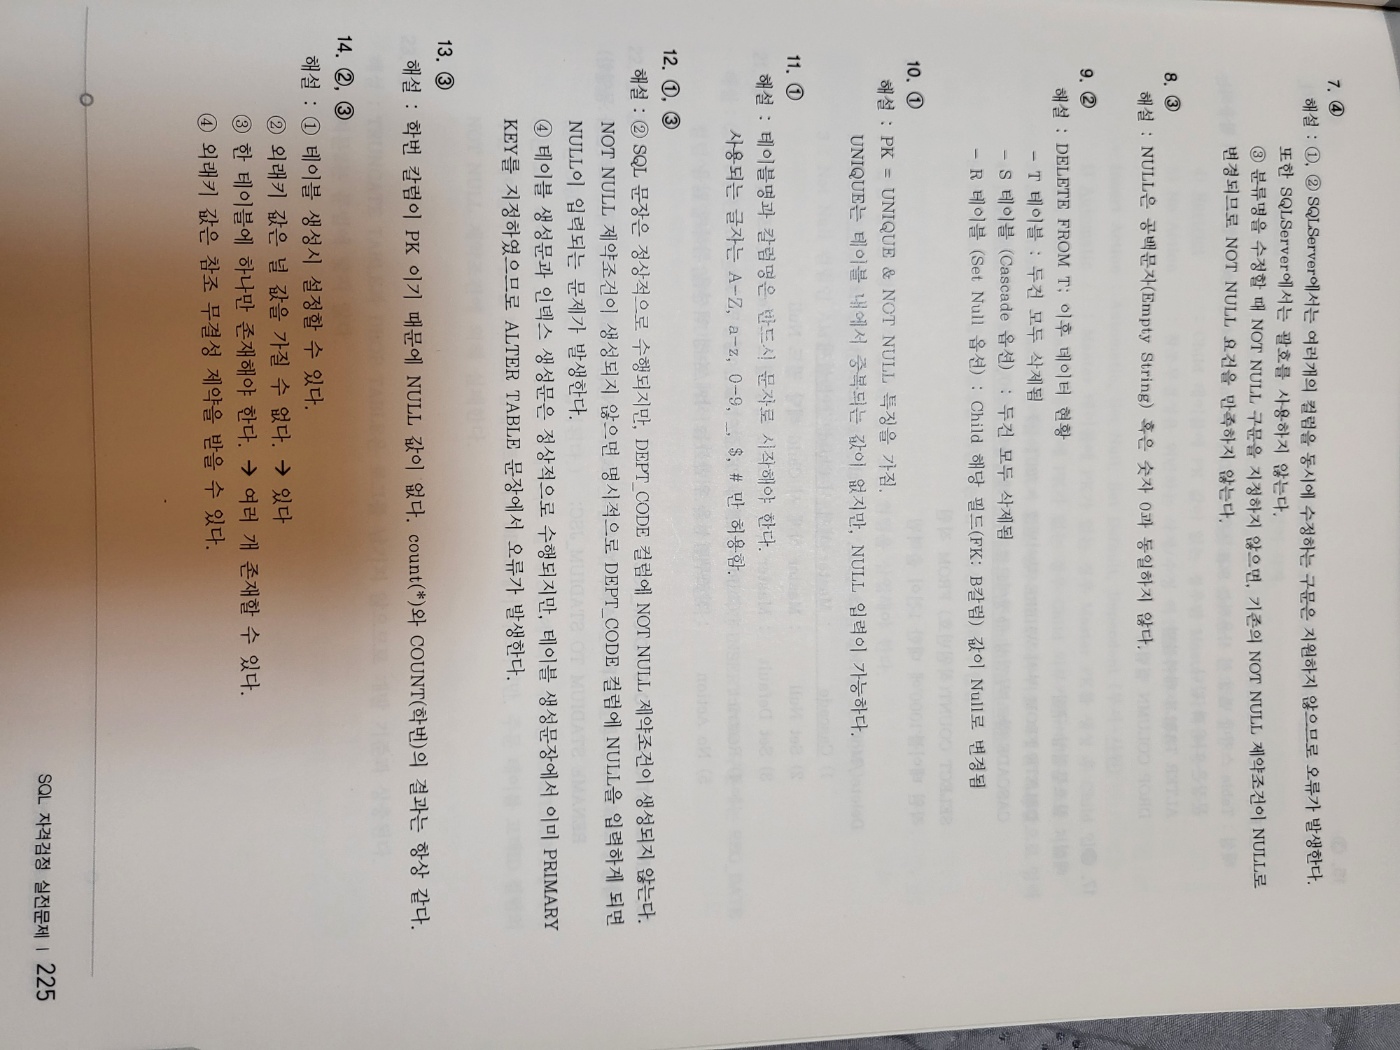 7. ④
해설 : ①, ② SQLServer에서는 여러개의 컬럼을 동시에 수정하는 구문은 지원하지 않으므로 오류가 발생한다.
또한 SQLServer에서는 괄호를 사용하지 않는다.
③ 분류명을 수정할 때 NOT NULL 구문을 지정하지 않으면, 기존의 NOT NULL 제약조건이 NULL로
변경되므로 NOT NULL 요건을 만족하지 않는다.
8. ③
해설 : NULL은 공백문자(Empty String) 혹은 숫자 0과 동일하지 않다.
9. ②
해설 : DELETE FROM T; 이후 데이터 현황
- T 테이블 : 두건 모두 삭제됨
- S 테이블 (Cascade 옵션) : 두건 모두 삭제됨
- R 테이블 (Set Null 옵션) : Child 해당 필드(FK: B칼럼) 값이 Null로 변경됨
10. ①
해설 : PK = UNIQUE & NOT NULL 특징을 가짐.
UNIQUE는 테이블 내에서 중복되는 값이 없지만, NULL 입력이 가능하다.
11. ①
해설 : 테이블명과 칼럼명은 반드시 문자로 시작해야 한다.
사용되는 글자는 A-Z, a-z, 0-9, _, $, # 만 허용함.
12. ①, ③
해설 : ② SQL 문장은 정상적으로 수행되지만, DEPT_CODE 컬럼에 NOT NULL 제약조건이 생성되지 않는다.
NOT NULL 제약조건이 생성되지 않으면 명시적으로 DEPT_CODE 컬럼에 NULL을 입력하게 되면
NULL이 입력되는 문제가 발생한다.
④ 테이블 생성문과 인덱스 생성문은 정상적으로 수행되지만, 테이블 생성문장에서 이미 PRIMARY
KEY를 지정하였으므로 ALTER TABLE 문장에서 오류가 발생한다.
13. ③
해설 : 학번 칼럼이 PK 이기 때문에 NULL 값이 없다. count(*)와 COUNT(학번)의 결과는 항상 같다.
14. ②, ③
해설 : ① 테이블 생성시 설정할 수 있다.
② 외래키 값은 널 값을 가질 수 없다. → 있다
③ 한 테이블에 하나만 존재해야 한다. → 여러 개 존재할 수 있다.
④ 외래키 값은 참조 무결성 제약을 받을 수 있다.
SQL 자격검정 실전문제 | 225